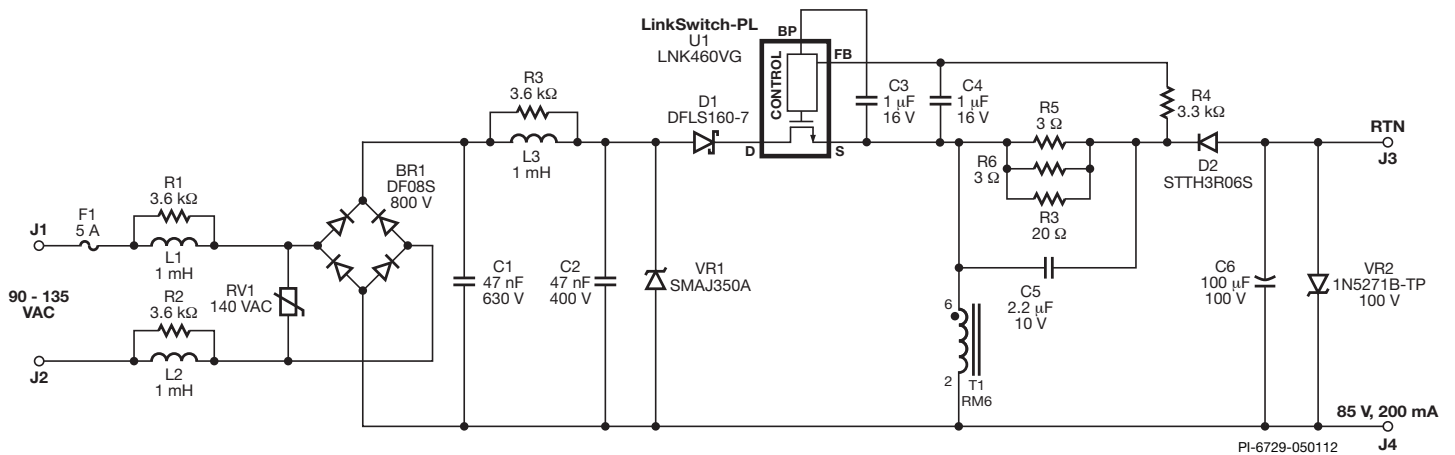 LinkSwitch-PL
U1
LNK460VG
BP
FB
CONTROL
D
S
R3
3.6 kΩ
L3
1 mH
D1
DFLS160-7
C3
1 µF
16 V
C4
1 µF
16 V
R4
3.3 kΩ
R5
3 Ω
R6
3 Ω
R3
20 Ω
D2
STTH3R06S
RTN
J3
J1
F1
5 A
R1
3.6 kΩ
L1
1 mH
BR1
DF08S
800 V
90 - 135
VAC
R2
3.6 kΩ
L2
1 mH
J2
RV1
140 VAC
C1
47 nF
630 V
C2
47 nF
400 V
VR1
SMAJ350A
C5
2.2 µF
10 V
6
2
T1
RM6
C6
100 µF
100 V
VR2
1N5271B-TP
100 V
85 V, 200 mA
J4
PI-6729-050112